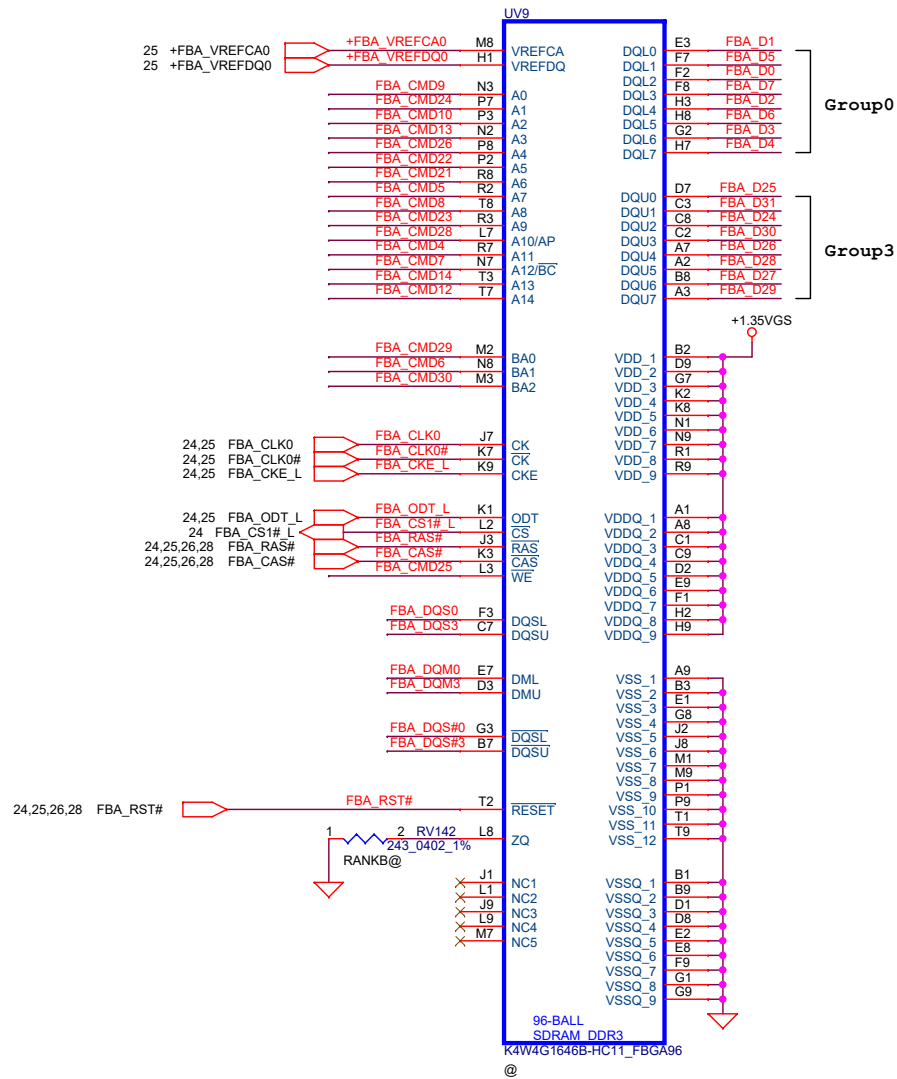 UV9
25 +FBA_VREFCA0 +FBA_VREFCA0 M8 VREFCA DQL0 E3 FBA_D1
25 +FBA_VREFDQ0 +FBA_VREFDQ0 H1 VREFDQ DQL1 F7 FBA_D5
DQL2 F2 FBA_D0
FBA_CMD9 N3 A0 DQL3 F8 FBA_D7
FBA_CMD24 P7 A1 DQL4 H3 FBA_D2
FBA_CMD10 P3 A2 DQL5 H8 FBA_D6
FBA_CMD13 N2 A3 DQL6 G2 FBA_D3
FBA_CMD26 P8 A4 DQL7 H7 FBA_D4
Group0
FBA_CMD22 P2 A5
FBA_CMD21 R8 A6
FBA_CMD5 R2 A7 DQU0 D7 FBA_D25
FBA_CMD8 T8 A8 DQU1 C3 FBA_D31
FBA_CMD23 R3 A9 DQU2 C8 FBA_D24
FBA_CMD28 L7 A10/AP DQU3 C2 FBA_D30
FBA_CMD4 R7 A11 DQU4 A7 FBA_D26
FBA_CMD7 N7 A12/BC DQU5 A2 FBA_D28
FBA_CMD14 T3 A13 DQU6 B8 FBA_D27
FBA_CMD12 T7 A14 DQU7 A3 FBA_D29
Group3
+1.35VGS
FBA_CMD29 M2 BA0 VDD_1 B2
FBA_CMD6 N8 BA1 VDD_2 D9
FBA_CMD30 M3 BA2 VDD_3 G7
VDD_4 K2
VDD_5 K8
VDD_6 N1
24,25 FBA_CLK0 FBA_CLK0 J7 CK VDD_7 N9
24,25 FBA_CLK0# FBA_CLK0# K7 CK VDD_8 R1
24,25 FBA_CKE_L FBA_CKE_L K9 CKE VDD_9 R9
24,25 FBA_ODT_L FBA_ODT_L K1 ODT VDDQ_1 A1
24 FBA_CS1#_L FBA_CS1#_L L2 CS VDDQ_2 A8
24,25,26,28 FBA_RAS# FBA_RAS# J3 RAS VDDQ_3 C1
24,25,26,28 FBA_CAS# FBA_CAS# K3 CAS VDDQ_4 C9
FBA_CMD25 L3 WE VDDQ_5 D2
VDDQ_6 E9
VDDQ_7 F1
FBA_DQS0 F3 DQSL VDDQ_8 H2
FBA_DQS3 C7 DQSU VDDQ_9 H9
FBA_DQM0 E7 DML VSS_1 A9
FBA_DQM3 D3 DMU VSS_2 B3
VSS_3 E1
VSS_4 G8
FBA_DQS#0 G3 DQSL VSS_5 J2
FBA_DQS#3 B7 DQSU VSS_6 J8
VSS_7 M1
VSS_8 M9
VSS_9 P1
24,25,26,28 FBA_RST# FBA_RST# T2 RESET VSS_10 P9
VSS_11 T1
1 2 RV142 L8 ZQ VSS_12 T9
243_0402_1%
RANKB@
J1 NC1 VSSQ_1 B1
L1 NC2 VSSQ_2 B9
J9 NC3 VSSQ_3 D1
L9 NC4 VSSQ_4 D8
M7 NC5 VSSQ_5 E2
VSSQ_6 E8
VSSQ_7 F9
VSSQ_8 G1
VSSQ_9 G9
96-BALL
SDRAM_DDR3
K4W4G1646B-HC11_FBGA96
@